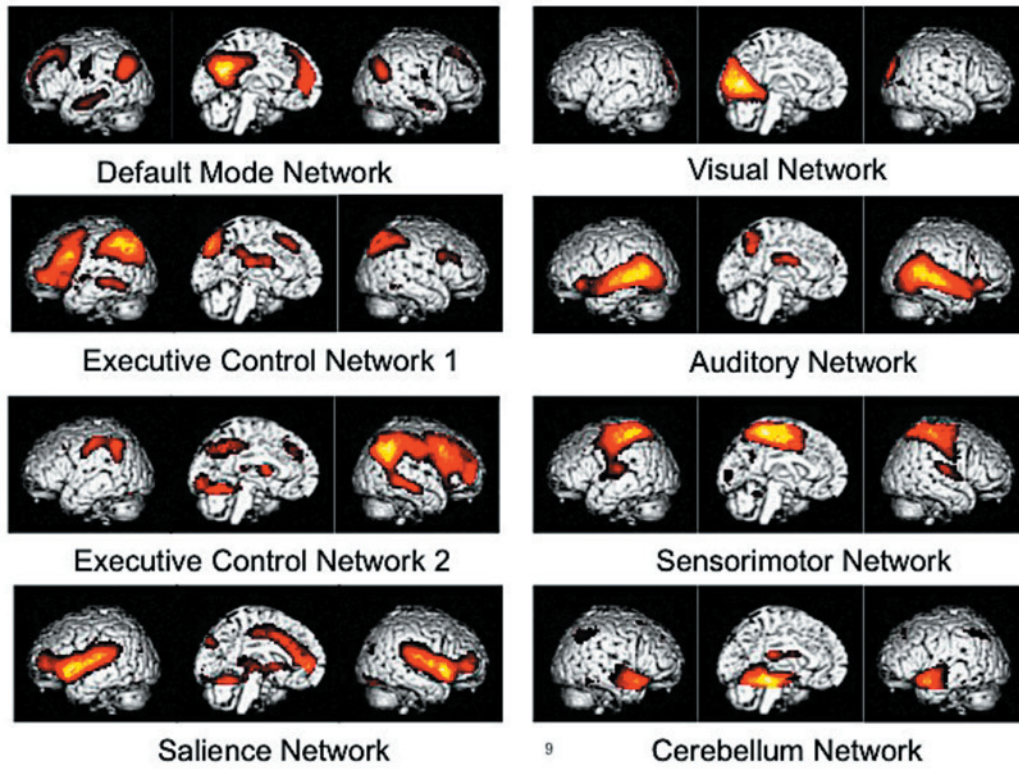 Default Mode Network
Visual Network
Executive Control Network 1
Auditory Network
Executive Control Network 2
Sensorimotor Network
Salience Network
9
Cerebellum Network